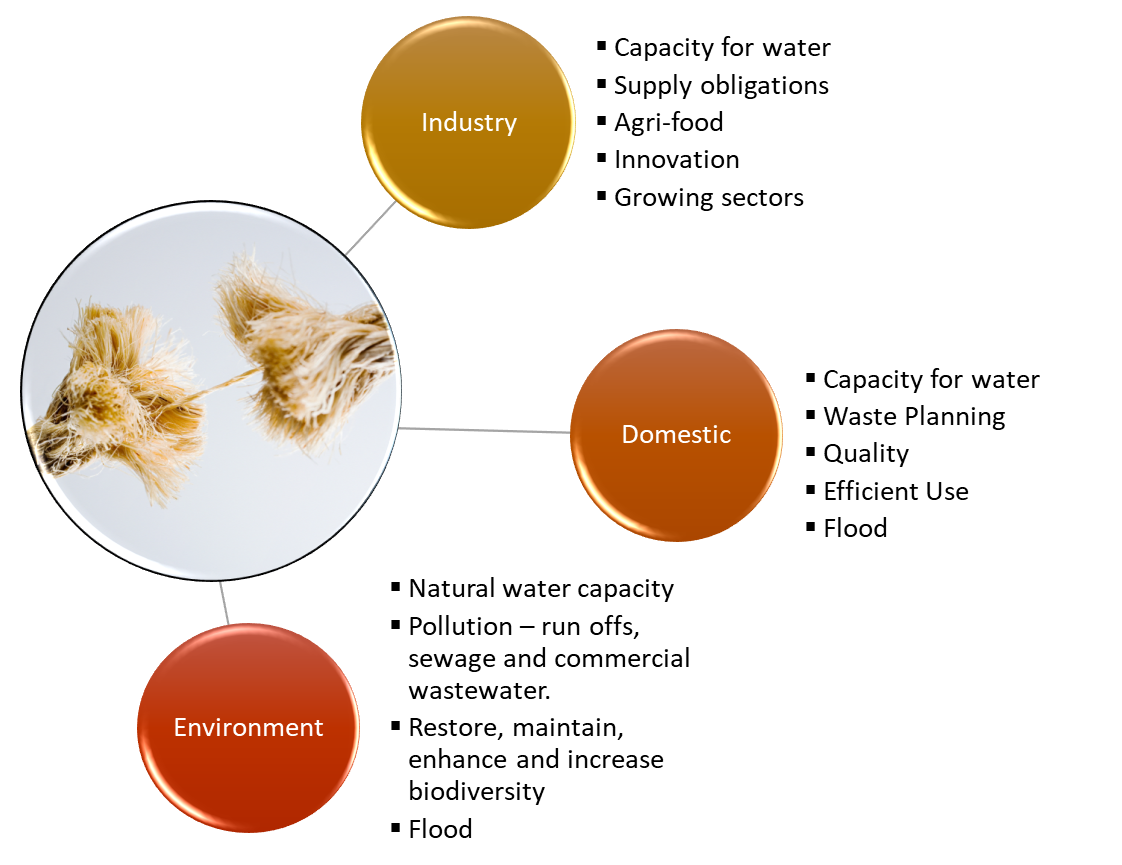 Industry
▪ Capacity for water
▪ Supply obligations
▪ Agri-food
▪ Innovation
▪ Growing sectors
Domestic
▪ Capacity for water
▪ Waste Planning
▪ Quality
▪ Efficient Use
▪ Flood
Environment
▪ Natural water capacity
▪ Pollution – run offs,
sewage and commercial
wastewater.
▪ Restore, maintain,
enhance and increase
biodiversity
▪ Flood